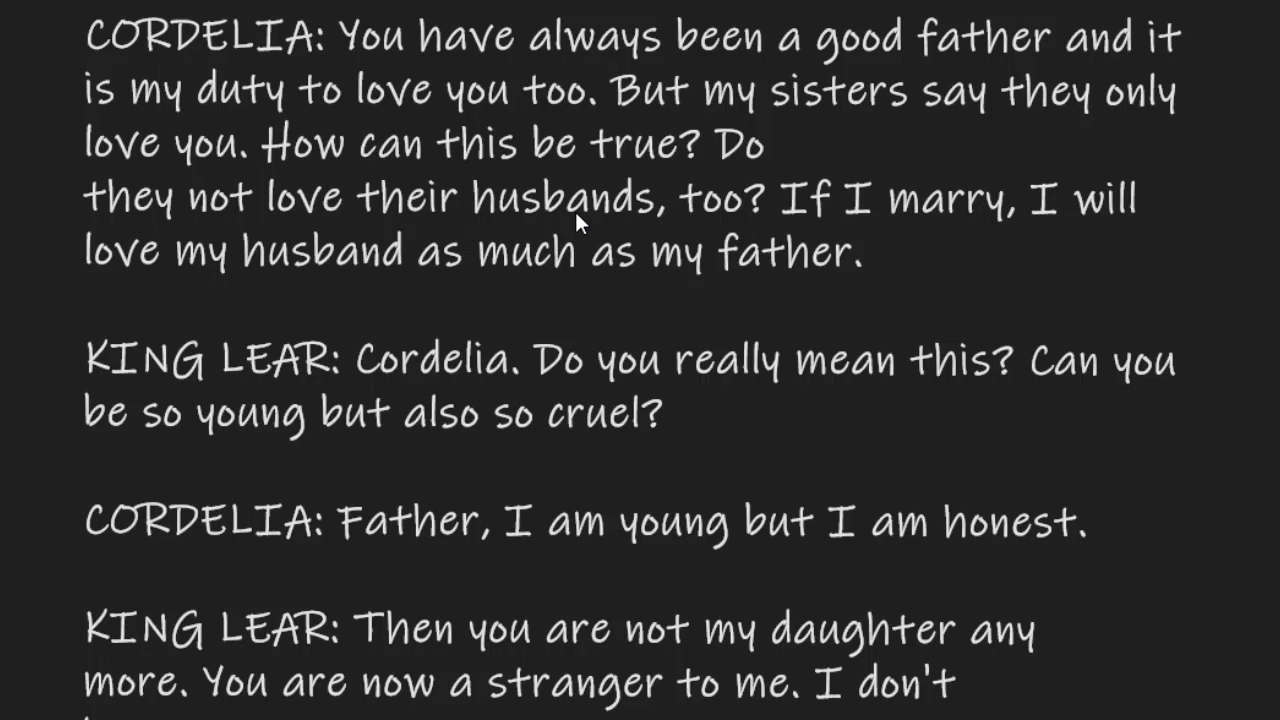 CORDELIA: You have always been a good father and it
is my duty to love you too. But my sisters say they only
love you. How can this be true? Do
they not love their husbands, too? If I marry, I will
love my husband as much as my father.
KING LEAR: Cordelia. Do you really mean this? Can you
be so young but also so cruel?
CORDELIA: Father, I am young but I am honest.
KING LEAR: Then you are not my daughter any
more. You are now a stranger to me. I don't